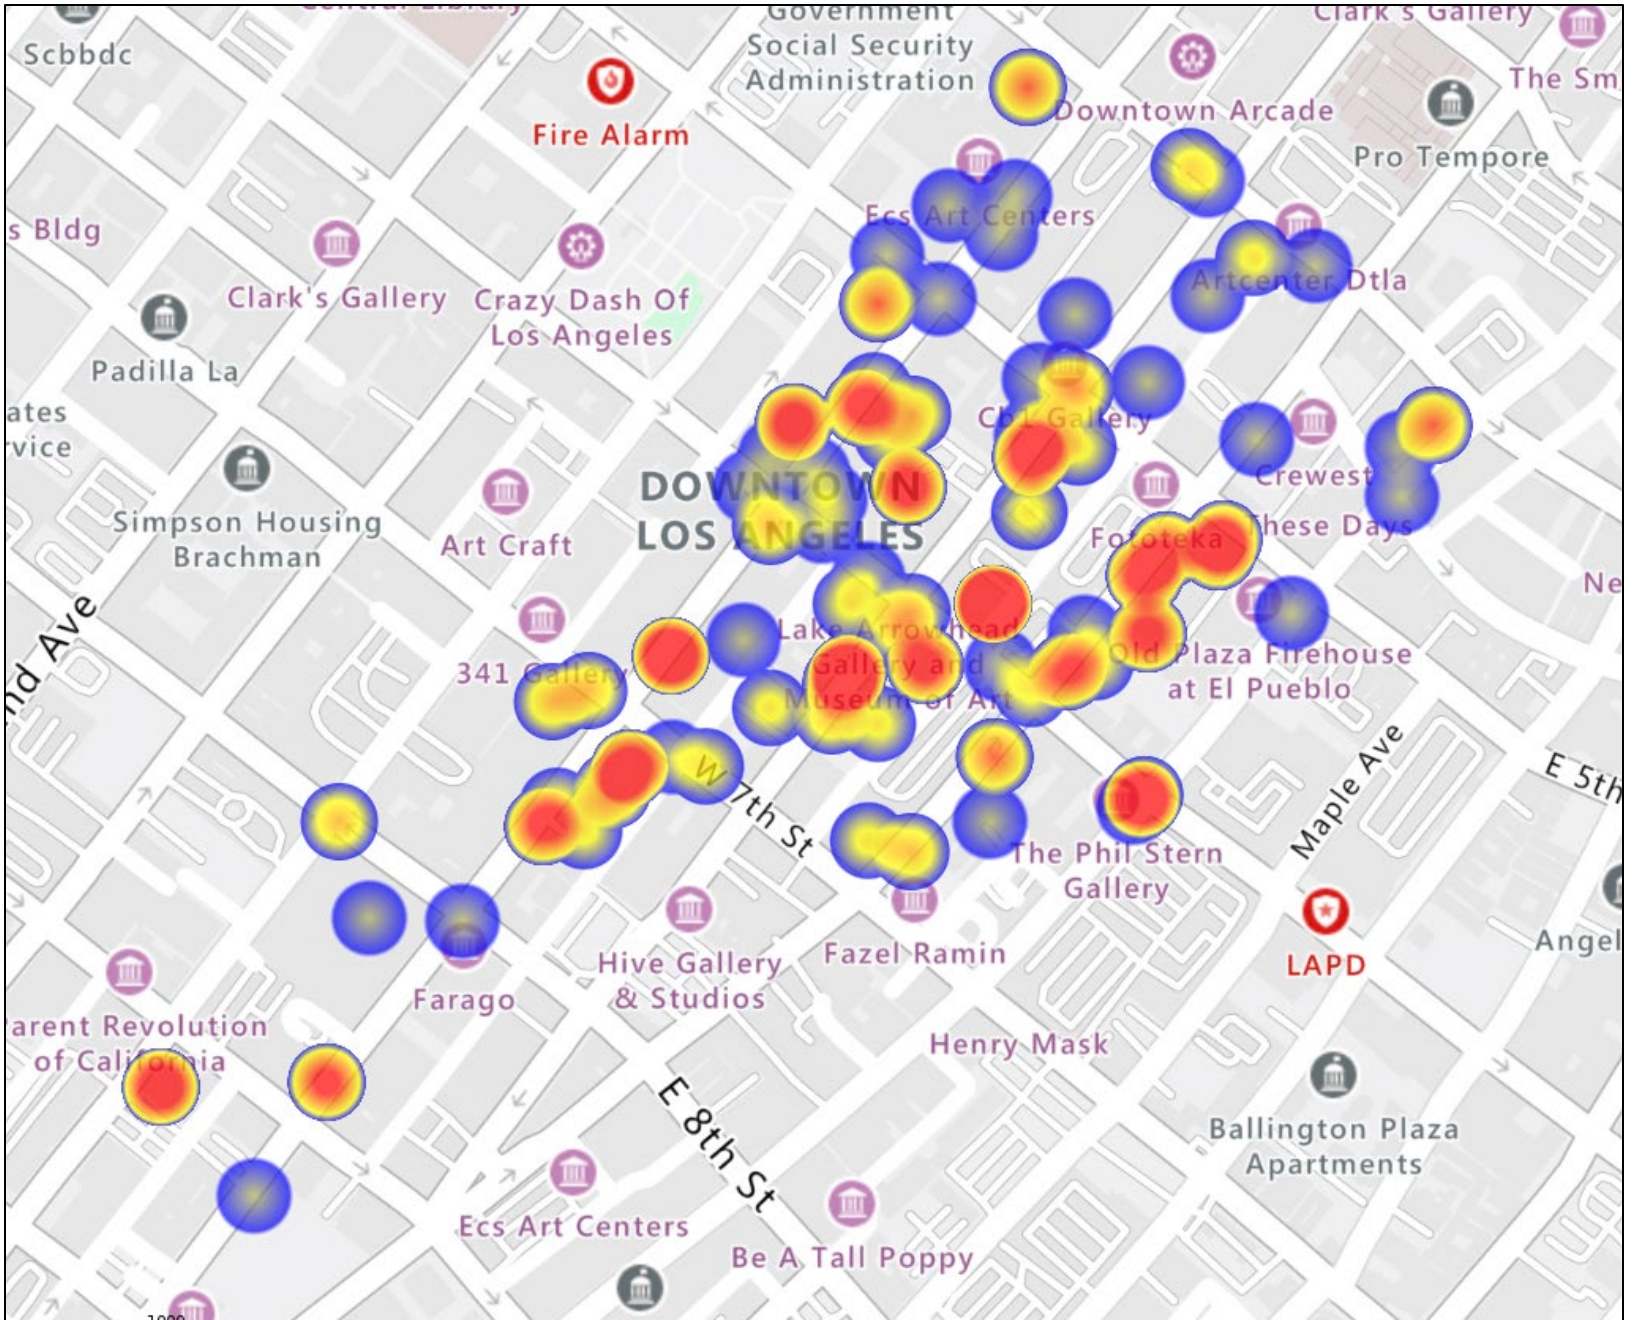 Central Library
Government
Social Security
Administration
Clark's Gallery
Scbbdc
The Sm
Fire Alarm
Downtown Arcade
Pro Tempore
s Bldg
Ecs Art Centers
Clark's Gallery
Crazy Dash Of
Los Angeles
Artcenter Dtla
Padilla La
ates
rvice
Cb1 Gallery
Crewest
DOWNTOWN
LOS ANGELES
Simpson Housing
Brachman
Art Craft
Fototeka
These Days
Ne
nd Ave
Lake Arrowhead
Gallery and
Museum of Art
341 Gallery
Old Plaza Firehouse
at El Pueblo
W 7th St
Maple Ave
E 5th
The Phil Stern
Gallery
Hive Gallery
& Studios
Fazel Ramin
LAPD
Angel
Farago
arent Revolution
of California
Henry Mask
E 8th St
Ballington Plaza
Apartments
Ecs Art Centers
Be A Tall Poppy